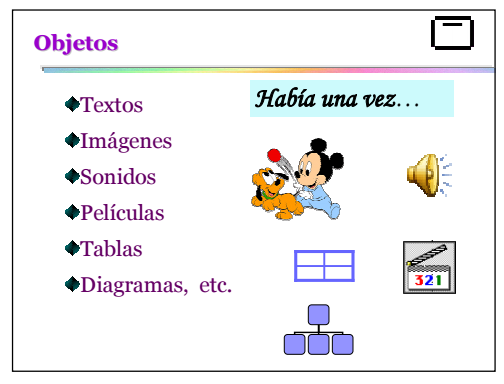 Objetos
Textos
Imágenes
Sonidos
Películas
Tablas
Diagramas, etc.
Había una vez…
321